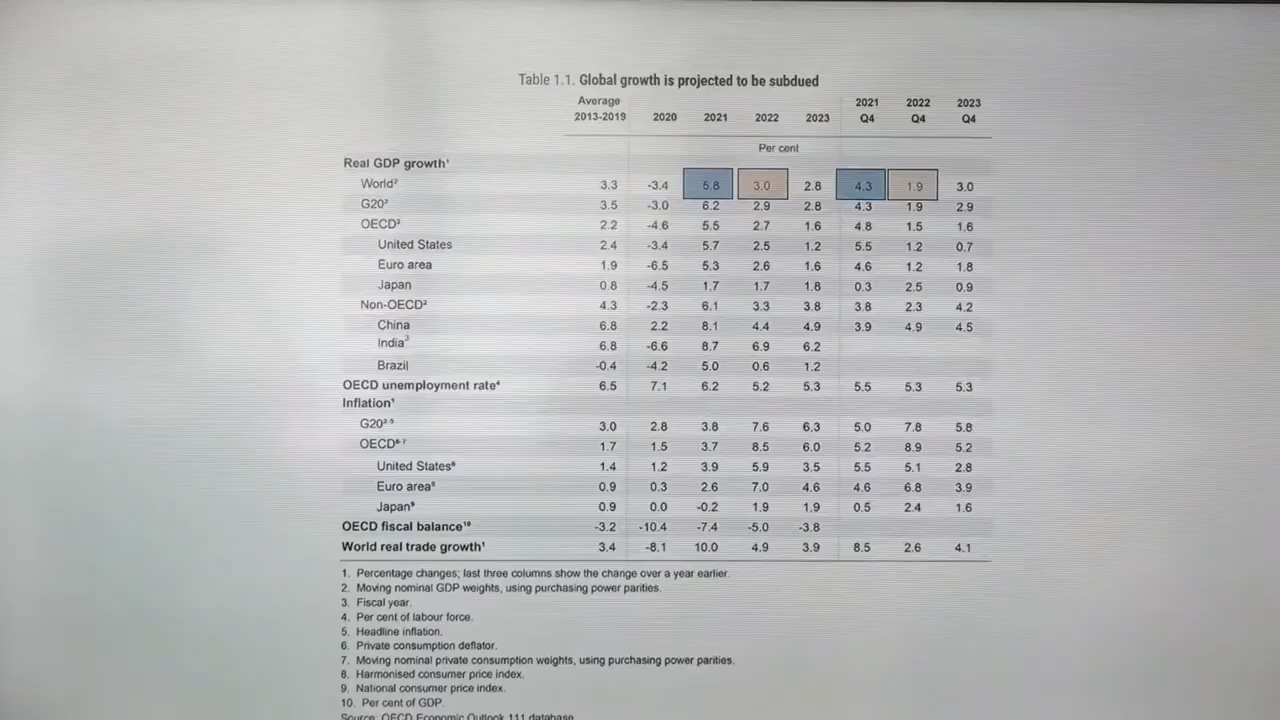 Table 1.1. Global growth is projected to be subdued
Average 2013-2019 2020 2021 2022 2023 2021 Q4 2022 Q4 2023 Q4
Per cent
Real GDP growth¹
World² 3.3 -3.4 5.8 3.0 2.8 4.3 1.9 3.0
G20² 3.5 -3.0 6.2 2.9 2.8 4.3 1.9 2.9
OECD² 2.2 -4.6 5.5 2.7 1.6 4.8 1.5 1.6
United States 2.4 -3.4 5.7 2.5 1.2 5.5 1.2 0.7
Euro area 1.9 -6.5 5.3 2.6 1.6 4.6 1.2 1.8
Japan 0.8 -4.5 1.7 1.7 1.8 0.3 2.5 0.9
Non-OECD² 4.3 -2.3 6.1 3.3 3.8 3.8 2.3 4.2
China 6.8 2.2 8.1 4.4 4.9 3.9 4.9 4.5
India³ 6.8 -6.6 8.7 6.9 6.2
Brazil -0.4 -4.2 5.0 0.6 1.2
OECD unemployment rate⁴ 6.5 7.1 6.2 5.2 5.3 5.5 5.3 5.3
Inflation¹
G20² ⁵ 3.0 2.8 3.8 7.6 6.3 5.0 7.8 5.8
OECD⁶ ⁷ 1.7 1.5 3.7 8.5 6.0 5.2 8.9 5.2
United States⁶ 1.4 1.2 3.9 5.9 3.5 5.5 5.1 2.8
Euro area⁸ 0.9 0.3 2.6 7.0 4.6 4.6 6.8 3.9
Japan⁹ 0.9 0.0 -0.2 1.9 1.9 0.5 2.4 1.6
OECD fiscal balance¹⁰ -3.2 -10.4 -7.4 -5.0 -3.8
World real trade growth¹ 3.4 -8.1 10.0 4.9 3.9 8.5 2.6 4.1
1. Percentage changes; last three columns show the change over a year earlier.
2. Moving nominal GDP weights, using purchasing power parities.
3. Fiscal year.
4. Per cent of labour force.
5. Headline inflation.
6. Private consumption deflator.
7. Moving nominal private consumption weights, using purchasing power parities.
8. Harmonised consumer price index.
9. National consumer price index.
10. Per cent of GDP.
Source: OECD Economic Outlook 111 database